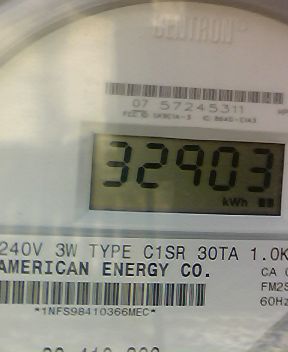 CENTRON®
07 57245311
32903
kWh
240V 3W TYPE C1SR 30TA 1.0K
AMERICAN ENERGY CO.
CA
FM2S
60Hz
*1NFS98410366MEC*